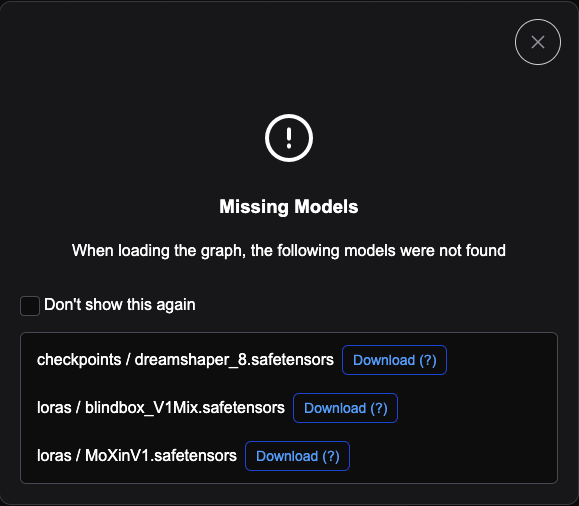 Missing Models
When loading the graph, the following models were not found
Don't show this again
checkpoints / dreamshaper_8.safetensors Download (?)
loras / blindbox_V1Mix.safetensors Download (?)
loras / MoXinV1.safetensors Download (?)